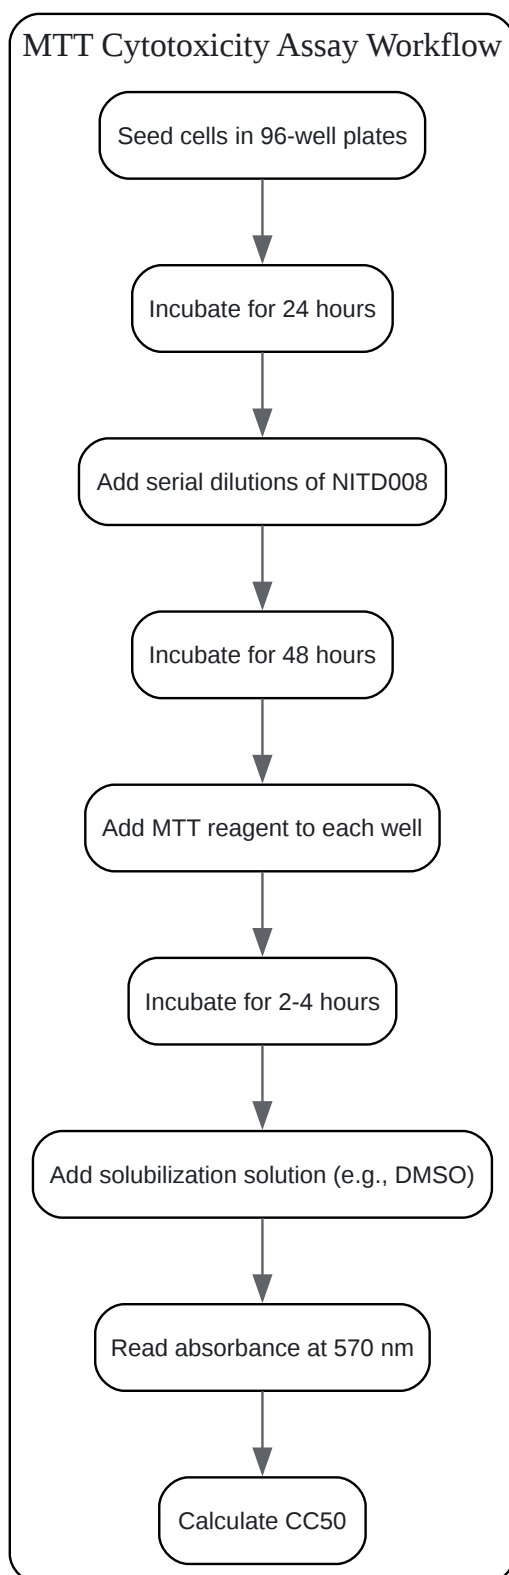 MTT Cytotoxicity Assay Workflow
Seed cells in 96-well plates
Incubate for 24 hours
Add serial dilutions of NITD008
Incubate for 48 hours
Add MTT reagent to each well
Incubate for 2-4 hours
Add solubilization solution (e.g., DMSO)
Read absorbance at 570 nm
Calculate CC50